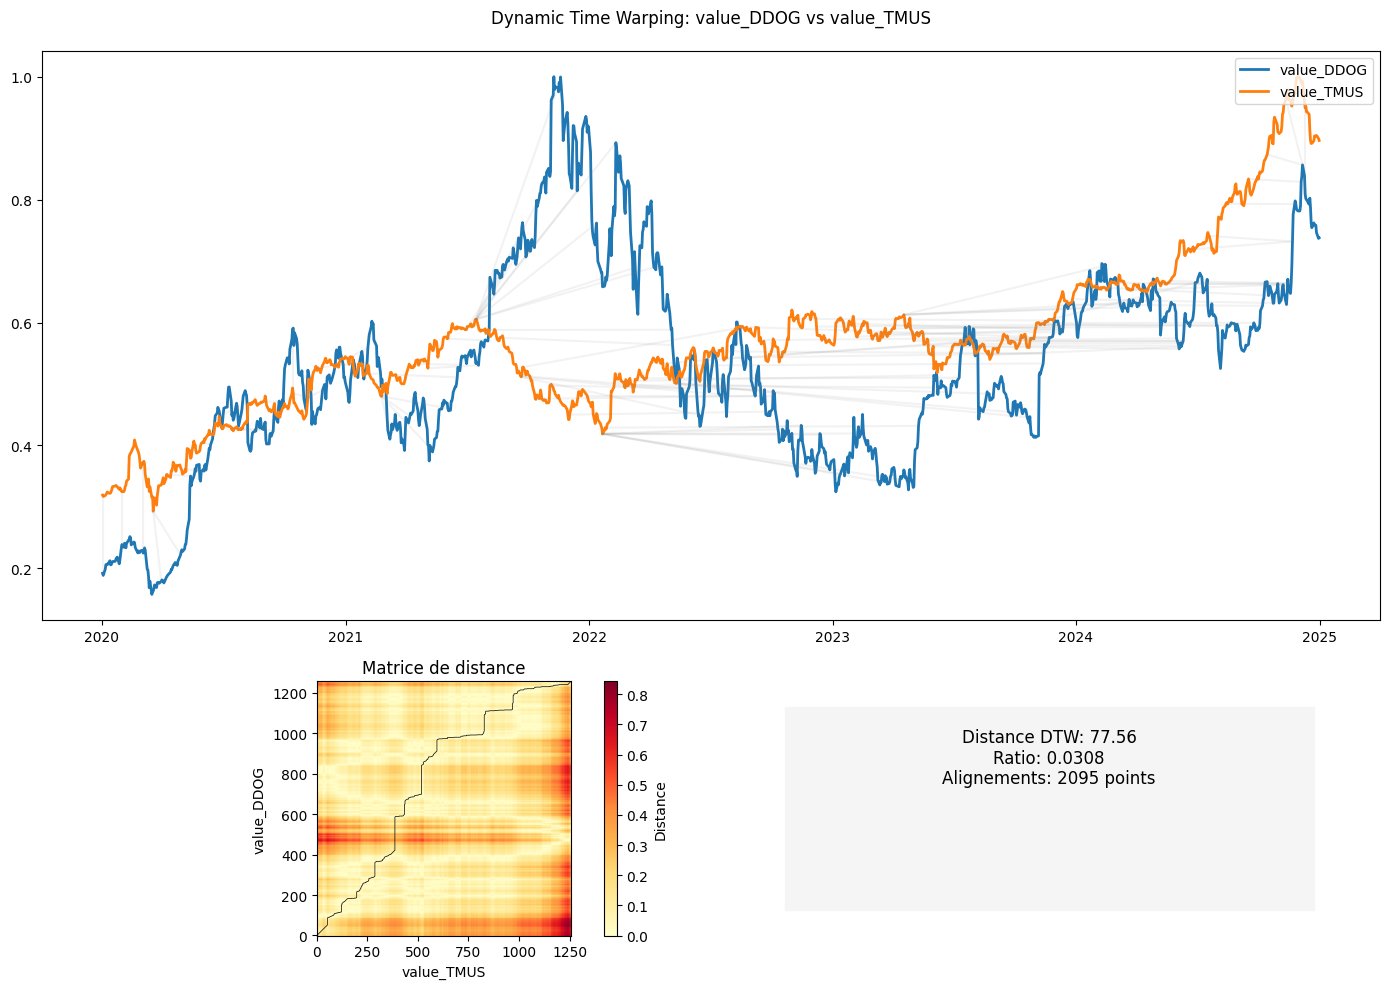 Dynamic Time Warping: value_DDOG vs value_TMUS
1.0
0.8
0.6
0.4
0.2
value_DDOG
value_TMUS
2020 2021 2022 2023 2024 2025
Matrice de distance
1200
1000
800
600
400
200
0
value_DDOG
0 250 500 750 1000 1250
value_TMUS
0.8
0.7
0.6
0.5
0.4
0.3
0.2
0.1
0.0
Distance
Distance DTW: 77.56
Ratio: 0.0308
Alignements: 2095 points